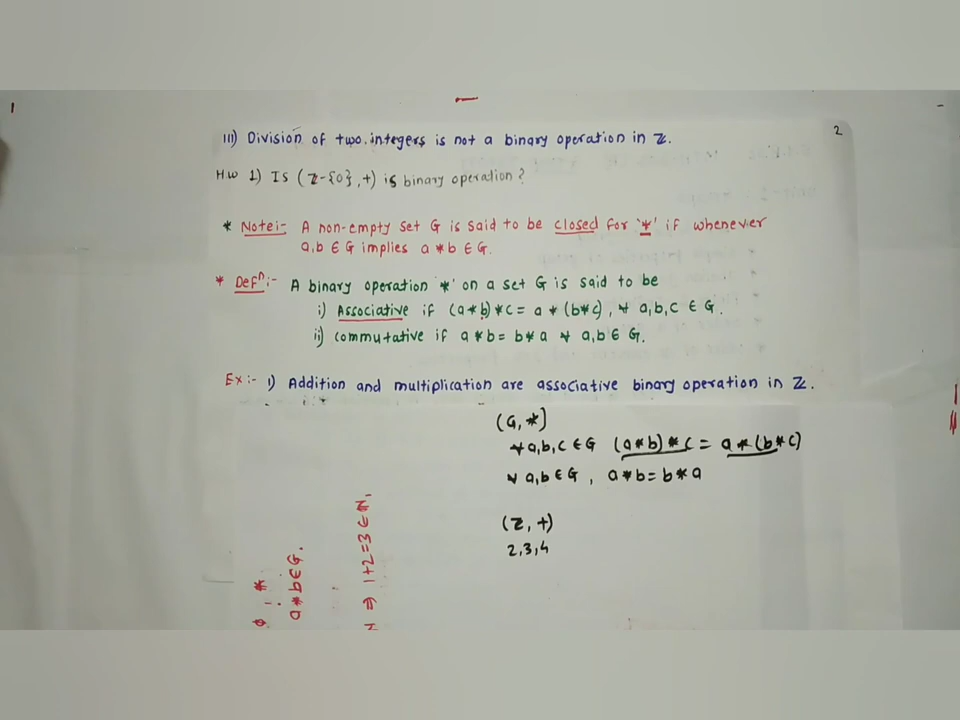 2
III) Division of two integers is not a binary operation in Z.
H.W 1) Is (Z-{0}, +) is binary operation?
* Note:- A non-empty set G is said to be closed for '*' if whenever
a,b ∈ G implies a * b ∈ G.
* Defⁿ:- A binary operation '*' on a set G is said to be
i) Associative if (a*b)*c = a*(b*c), ∀ a,b,c ∈ G.
ii) commutative if a*b = b*a ∀ a,b ∈ G.
Ex:- 1) Addition and multiplication are associative binary operation in Z.
(G,*]
∀ a,b,c ∈ G (a*b)*c = a*(b*c)
∀ a,b ∈ G, a*b = b*a
(Z, +)
2,3,4
a*b ∈ G.
⇒ 1+2=3 ∈ N,